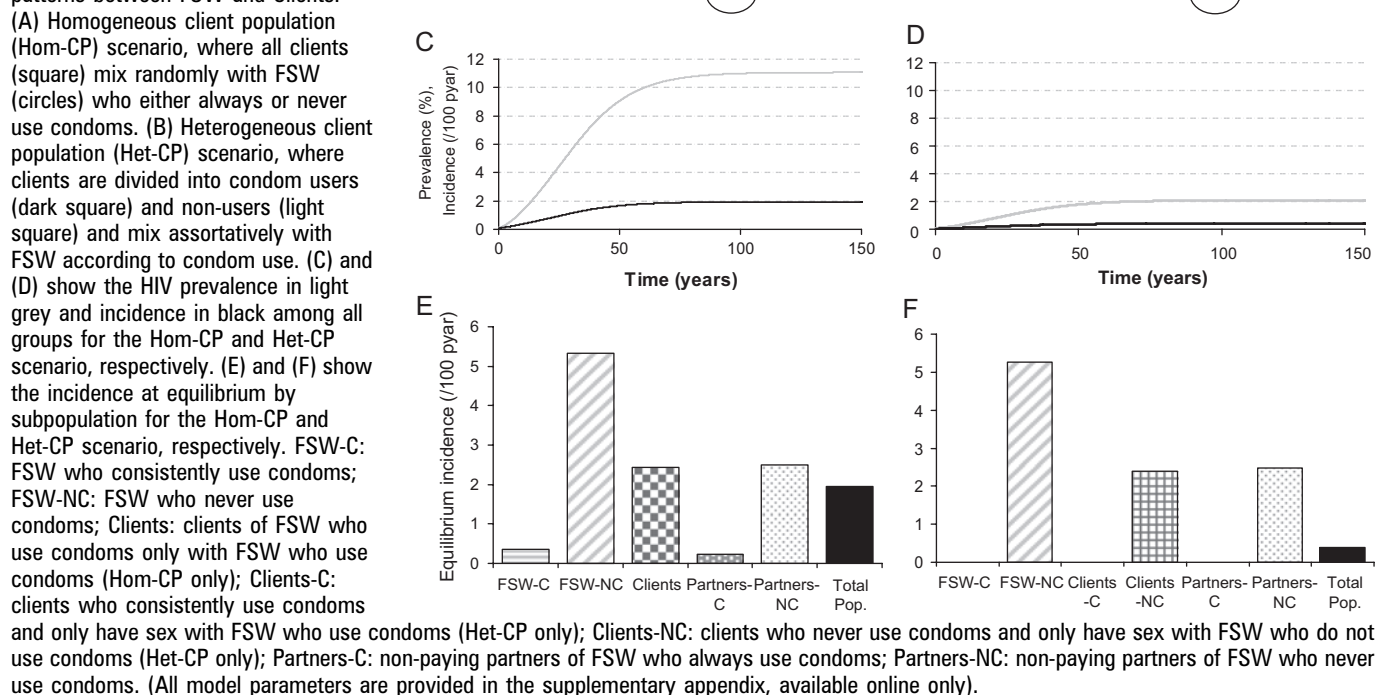 patterns between FSW and Clients.
(A) Homogeneous client population
(Hom-CP) scenario, where all clients
(square) mix randomly with FSW
(circles) who either always or never
use condoms. (B) Heterogeneous client
population (Het-CP) scenario, where
clients are divided into condom users
(dark square) and non-users (light
square) and mix assortatively with
FSW according to condom use. (C) and
(D) show the HIV prevalence in light
grey and incidence in black among all
groups for the Hom-CP and Het-CP
scenario, respectively. (E) and (F) show
the incidence at equilibrium by
subpopulation for the Hom-CP and
Het-CP scenario, respectively. FSW-C:
FSW who consistently use condoms;
FSW-NC: FSW who never use
condoms; Clients: clients of FSW who
use condoms only with FSW who use
condoms (Hom-CP only); Clients-C:
clients who consistently use condoms
and only have sex with FSW who use condoms (Het-CP only); Clients-NC: clients who never use condoms and only have sex with FSW who do not
use condoms (Het-CP only); Partners-C: non-paying partners of FSW who always use condoms; Partners-NC: non-paying partners of FSW who never
use condoms. (All model parameters are provided in the supplementary appendix, available online only).
C
Prevalence (%),
Incidence (/100 pyar)
12
10
8
6
4
2
0
0 50 100 150
Time (years)
D
12
10
8
6
4
2
0
0 50 100 150
Time (years)
E
Equilibrium incidence (/100 pyar)
6
5
4
3
2
1
0
FSW-C FSW-NC Clients Partners- Partners- Total
C NC Pop.
F
6
5
4
3
2
1
0
FSW-C FSW-NC Clients Clients Partners- Partners- Total
-C -NC C NC Pop.